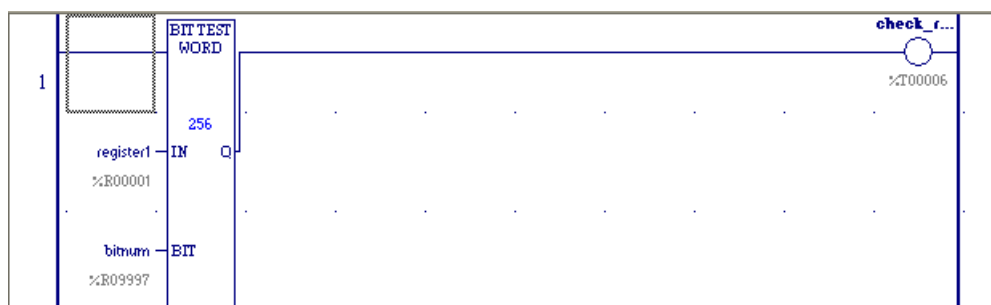 BIT TEST
WORD
check_r...
1
%T00006
256
register1
IN
Q
%R00001
bitnum
BIT
%R09997